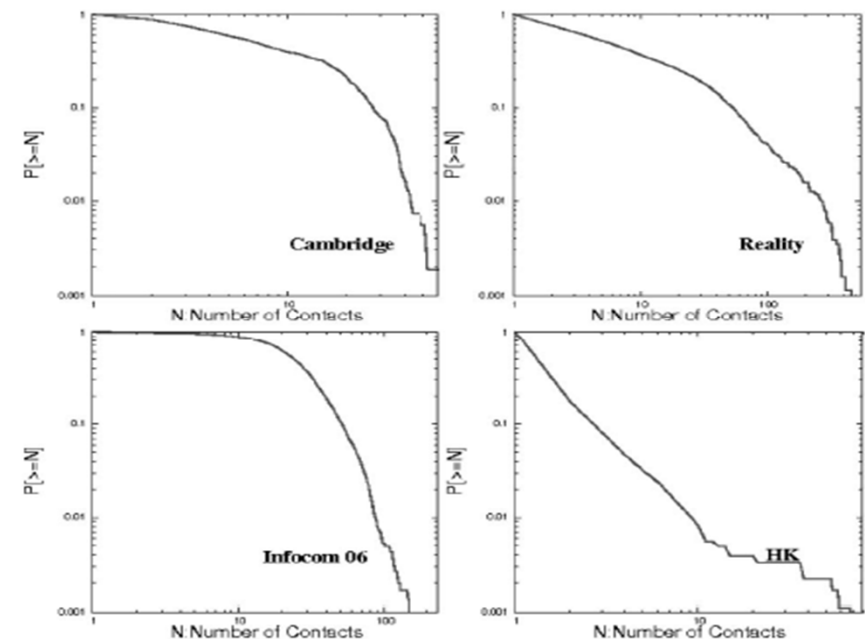 1
0.1
0.01
0.001
P[>=N]
Cambridge
1
10
N:Number of Contacts
1
0.1
0.01
0.001
P[>=N]
Reality
1
10
100
N:Number of Contacts
1
0.1
0.01
0.001
P[>=N]
Infocom 06
1
10
100
N:Number of Contacts
1
0.1
0.01
0.001
P[>=N]
HK
1
10
N:Number of Contacts